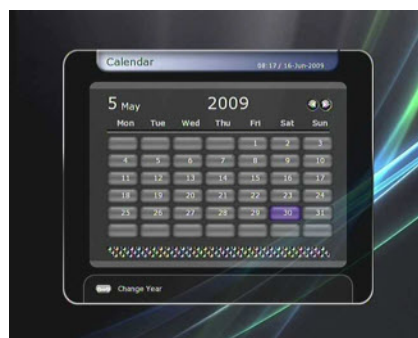 Calendar
08:17 / 16-Jun-2009
5 May 2009
Mon Tue Wed Thu Fri Sat Sun
1 2 3
4 5 6 7 8 9 10
11 12 13 14 15 16 17
18 19 20 21 22 23 24
25 26 27 28 29 30 31
Change Year